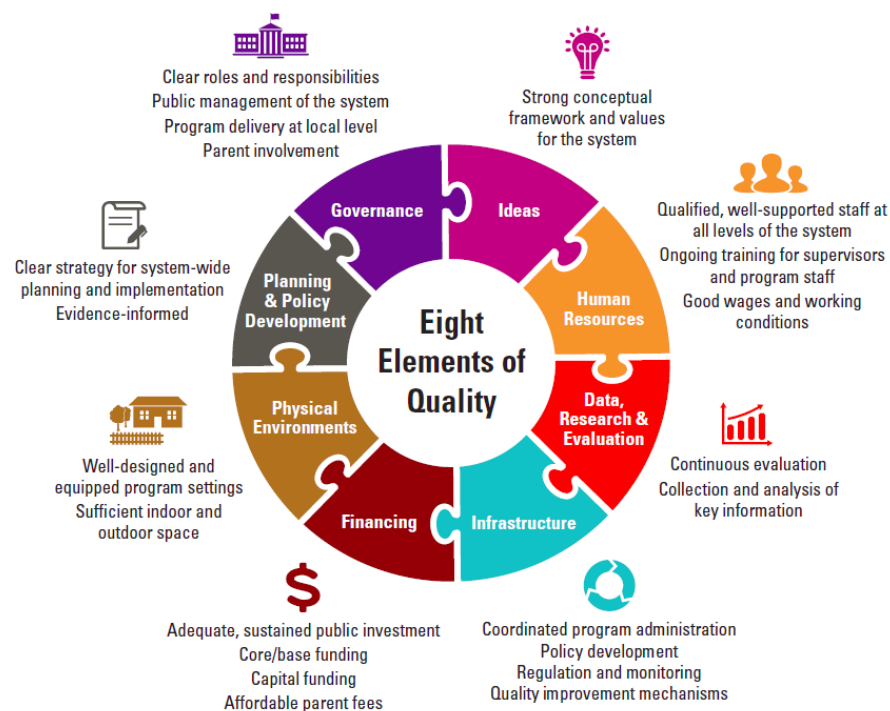 Clear roles and responsibilities
Public management of the system
Program delivery at local level
Parent involvement
Strong conceptual
framework and values
for the system
Qualified, well-supported staff at
all levels of the system
Ongoing training for supervisors
and program staff
Good wages and working
conditions
Clear strategy for system-wide
planning and implementation
Evidence-informed
Governance
Ideas
Planning
& Policy
Development
Human
Resources
Eight
Elements of
Quality
Physical
Environments
Data,
Research &
Evaluation
Financing
Infrastructure
Well-designed and
equipped program settings
Sufficient indoor and
outdoor space
Continuous evaluation
Collection and analysis of
key information
$
Adequate, sustained public investment
Core/base funding
Capital funding
Affordable parent fees
Coordinated program administration
Policy development
Regulation and monitoring
Quality improvement mechanisms